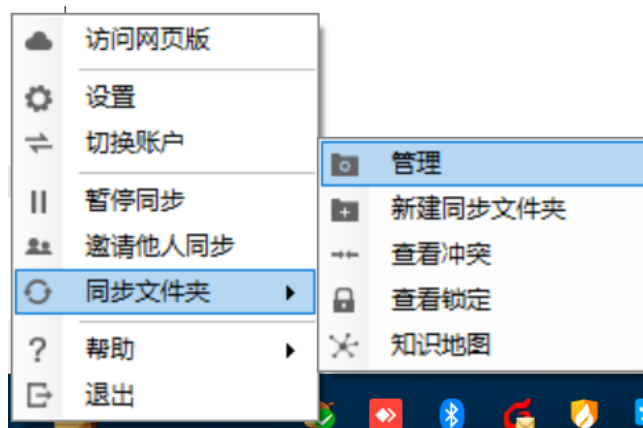 访问网页版
设置
切换账户
暂停同步
邀请他人同步
同步文件夹
帮助
退出
管理
新建同步文件夹
查看冲突
查看锁定
知识地图